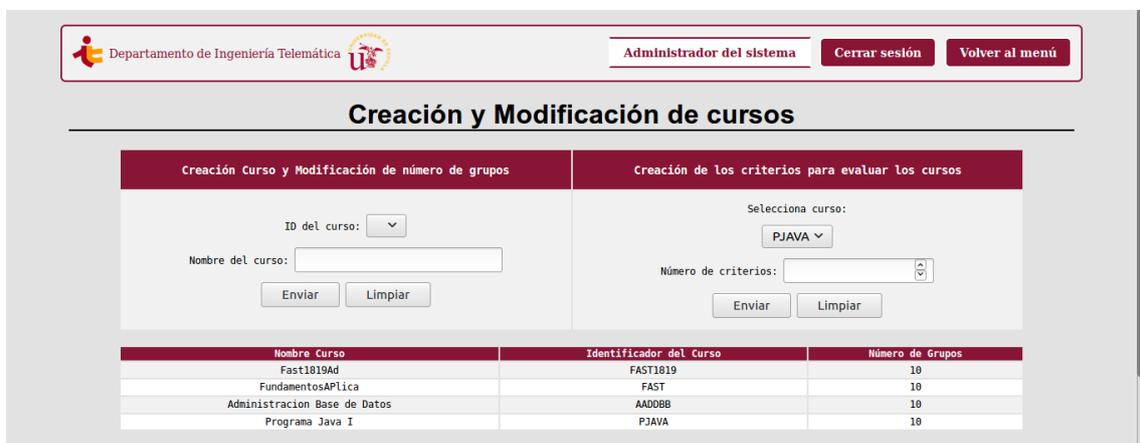 Departamento de Ingeniería Telemática
Administrador del sistema
Cerrar sesión
Volver al menú
Creación y Modificación de cursos
Creación Curso y Modificación de número de grupos
ID del curso:
Nombre del curso:
Enviar Limpiar
Creación de los criterios para evaluar los cursos
Selecciona curso:
PJAVA
Número de criterios:
Enviar Limpiar
Nombre Curso Identificador del Curso Número de Grupos
Fast1819Ad FAST1819 10
FundamentosAPlica FAST 10
Administracion Base de Datos AADDBB 10
Programa Java I PJAVA 10